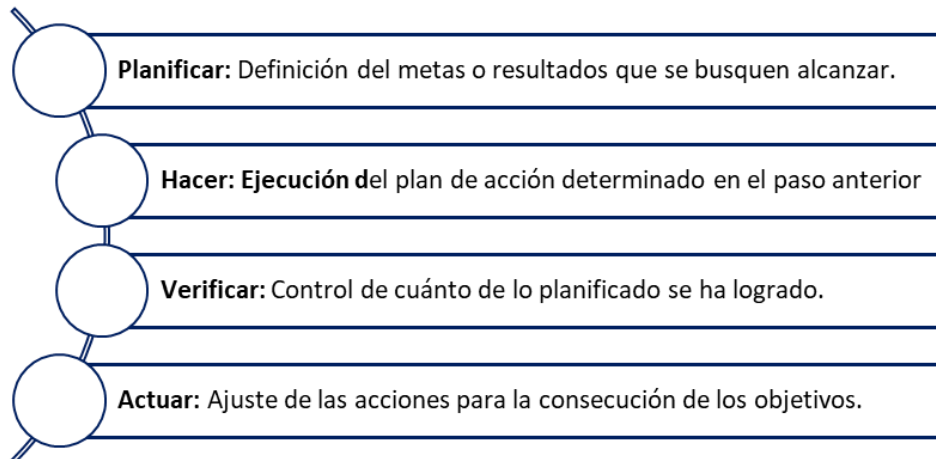 Planificar: Definición del metas o resultados que se busquen alcanzar.
Hacer: Ejecución del plan de acción determinado en el paso anterior
Verificar: Control de cuánto de lo planificado se ha logrado.
Actuar: Ajuste de las acciones para la consecución de los objetivos.